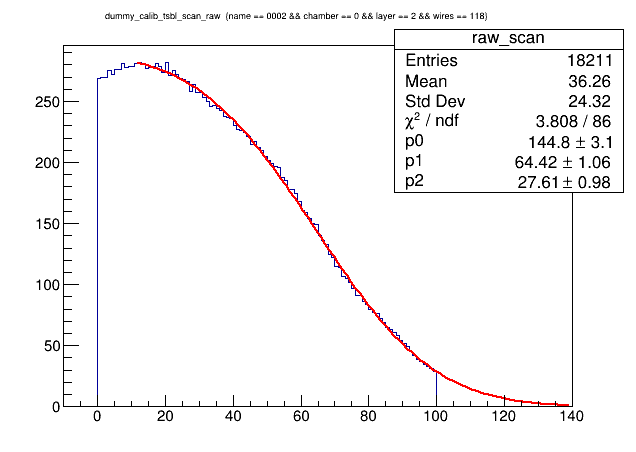 dummy_calib_tsbl_scan_raw (name == 0002 && chamber == 0 && layer == 2 && wires == 118)
raw_scan
Entries 18211
Mean 36.26
Std Dev 24.32
χ² / ndf 3.808 / 86
p0 144.8 ± 3.1
p1 64.42 ± 1.06
p2 27.61 ± 0.98
250
200
150
100
50
0
0 20 40 60 80 100 120 140